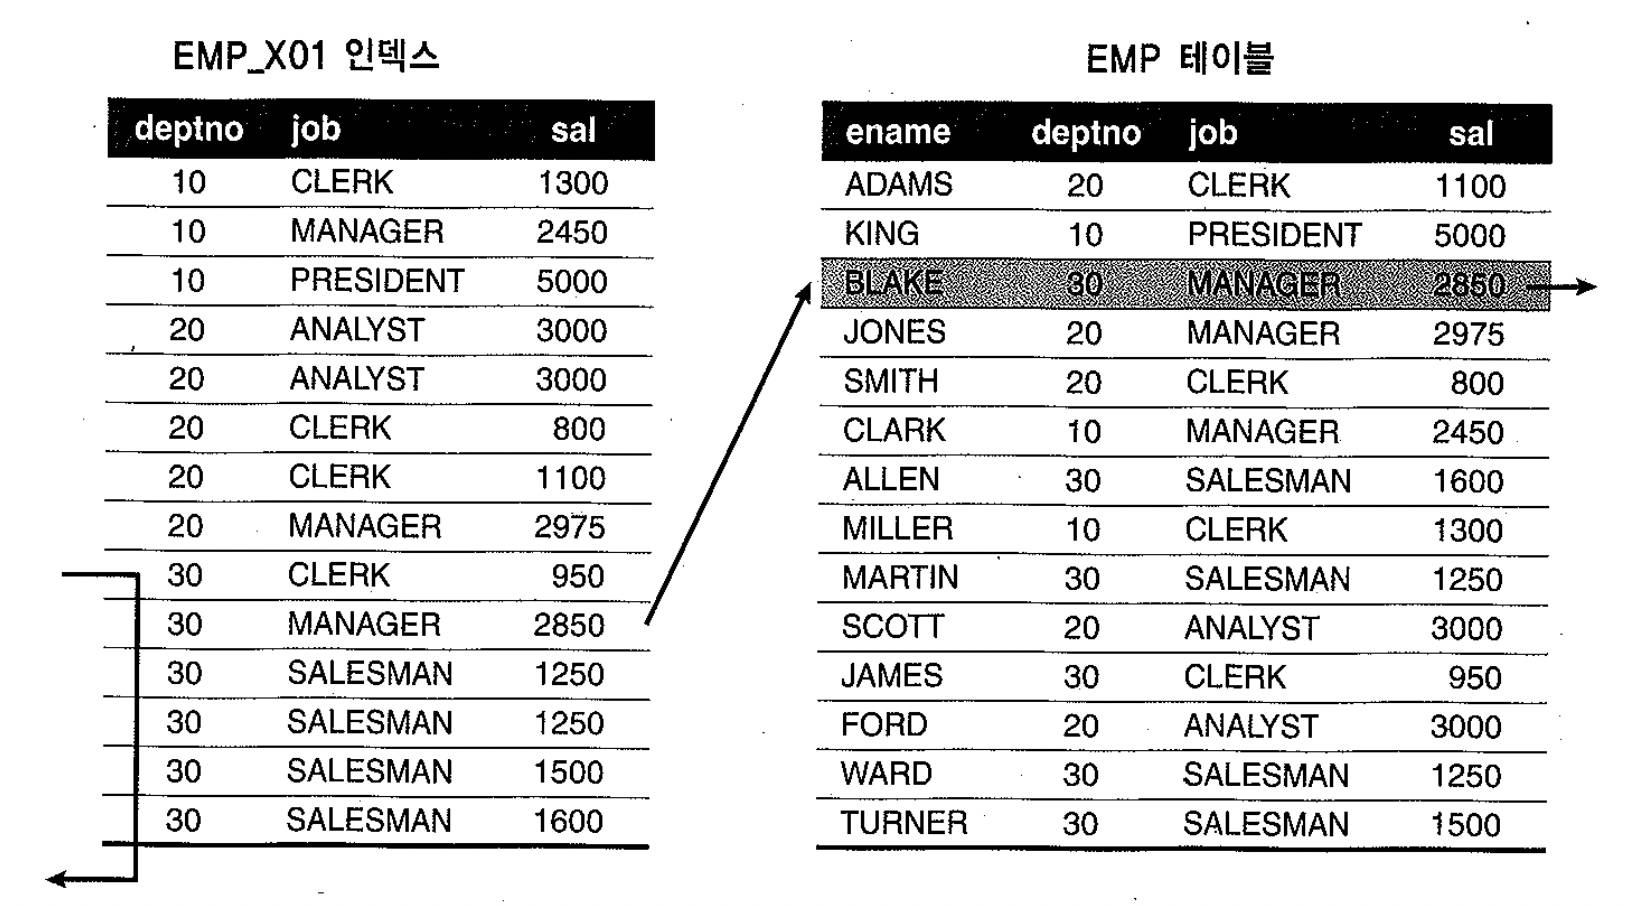 EMP_X01 인덱스
deptno job sal
10 CLERK 1300
10 MANAGER 2450
10 PRESIDENT 5000
20 ANALYST 3000
20 ANALYST 3000
20 CLERK 800
20 CLERK 1100
20 MANAGER 2975
30 CLERK 950
30 MANAGER 2850
30 SALESMAN 1250
30 SALESMAN 1250
30 SALESMAN 1500
30 SALESMAN 1600
EMP 테이블
ename deptno job sal
ADAMS 20 CLERK 1100
KING 10 PRESIDENT 5000
BLAKE 30 MANAGER 2850
JONES 20 MANAGER 2975
SMITH 20 CLERK 800
CLARK 10 MANAGER 2450
ALLEN 30 SALESMAN 1600
MILLER 10 CLERK 1300
MARTIN 30 SALESMAN 1250
SCOTT 20 ANALYST 3000
JAMES 30 CLERK 950
FORD 20 ANALYST 3000
WARD 30 SALESMAN 1250
TURNER 30 SALESMAN 1500